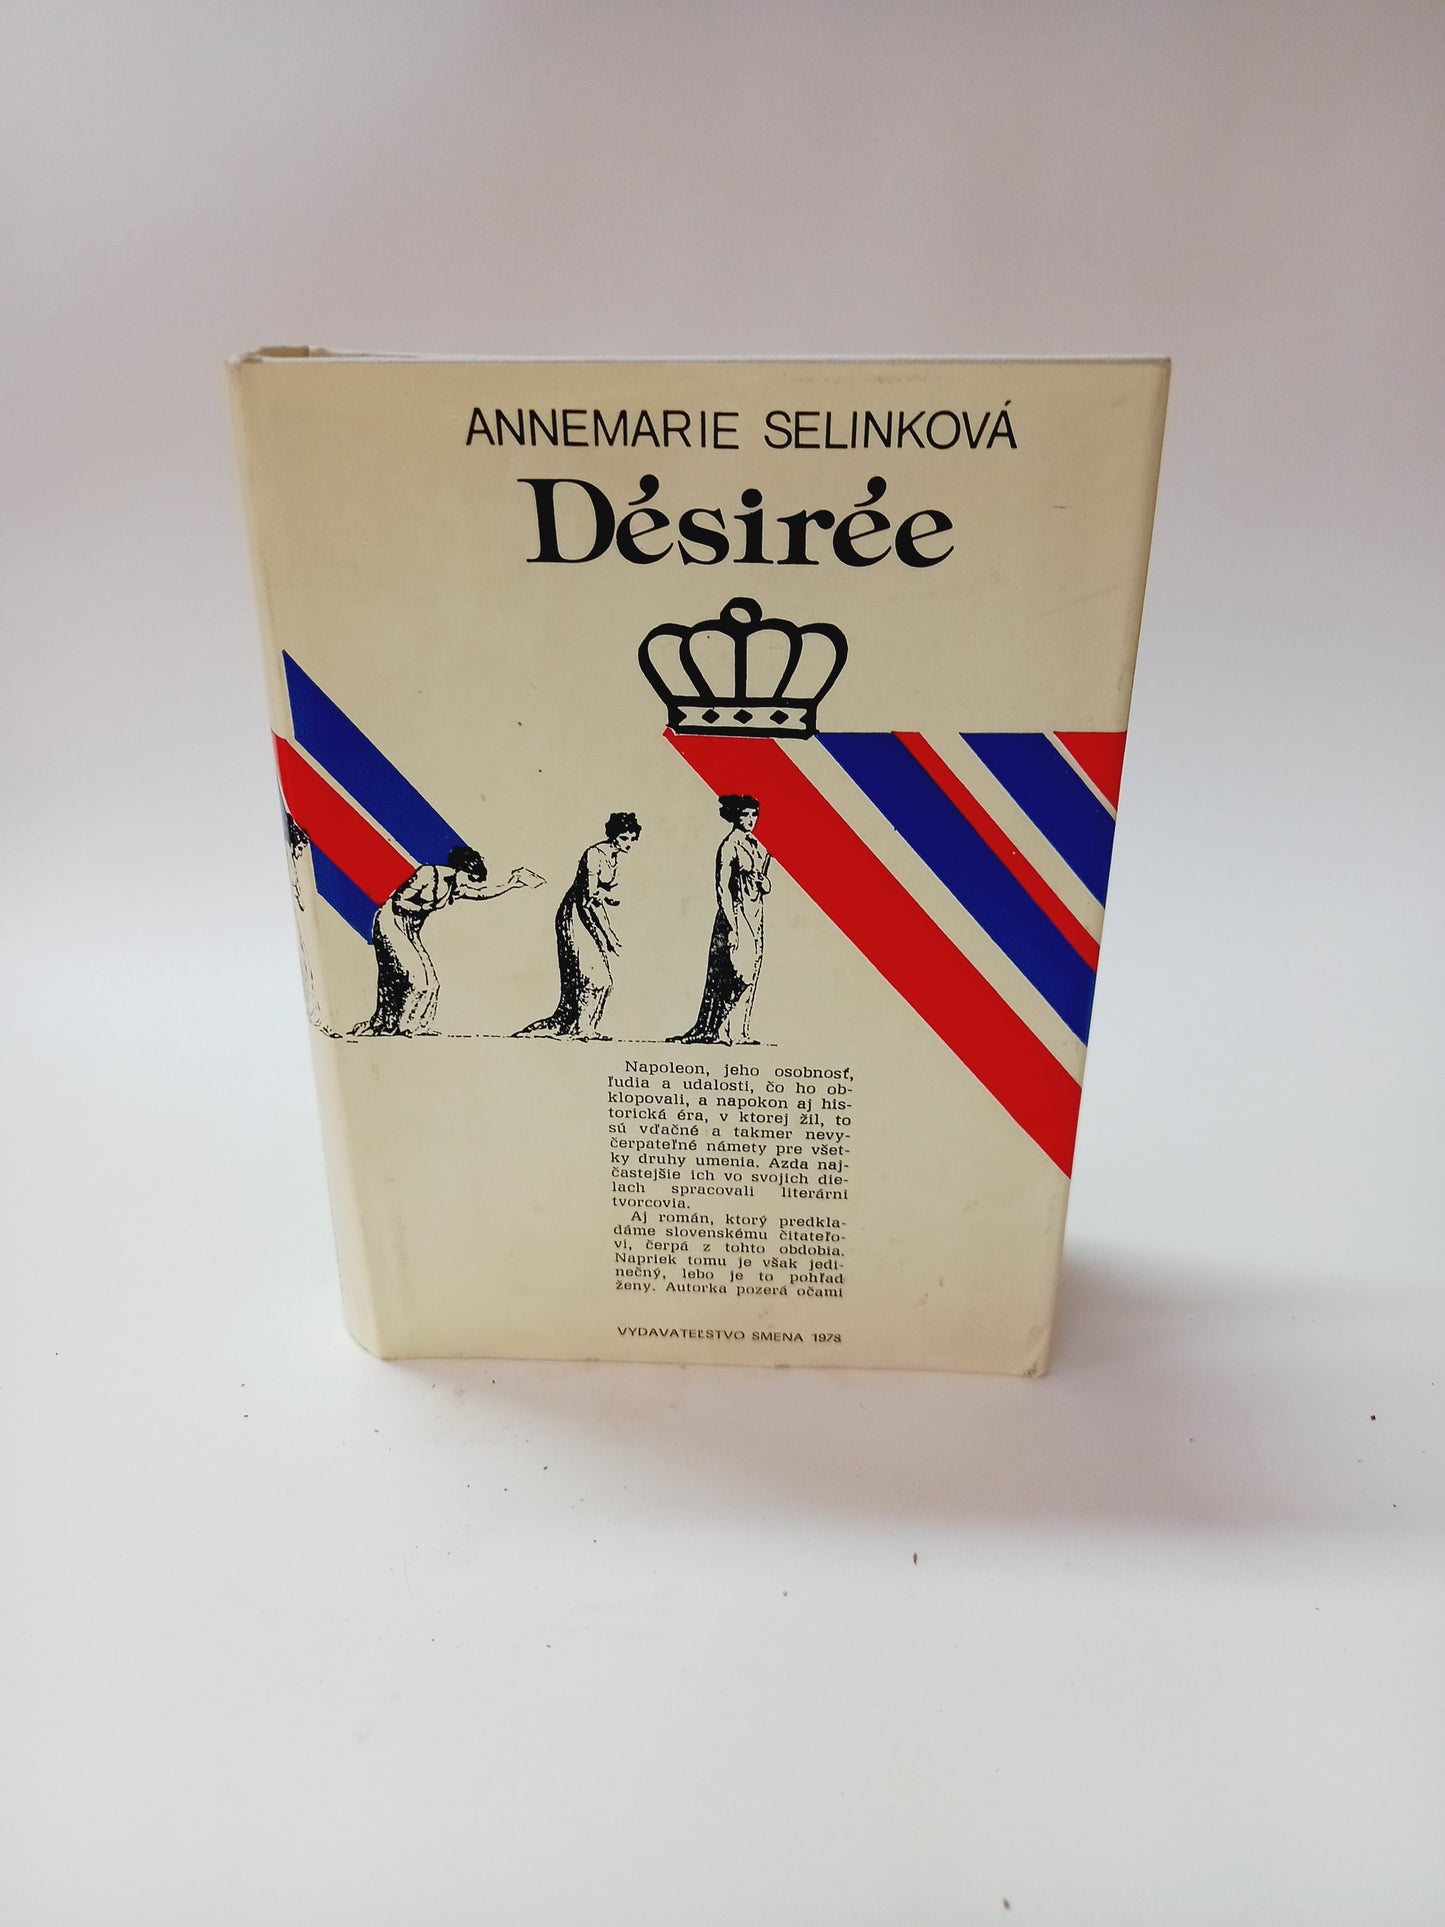 ANNEMARIE SELINKOVÁ
Désirée
Napoleon, jeho osobnosť,
ľudia a udalosti, čo ho ob-
klopovali, a napokon aj his-
torická éra, v ktorej žil, to
sú vďačné a takmer nevy-
čerpateľné námety pre všet-
ky druhy umenia. Azda naj-
častejšie ich vo svojich die-
lach spracovali literárni
tvorcovia.
Aj román, ktorý predkla-
dáme slovenskému čitateľo-
vi, čerpá z tohto obdobia.
Napriek tomu je však jedi-
nečný, lebo je to pohľad
ženy. Autorka pozerá očami
VYDAVATEĽSTVO SMENA 1978